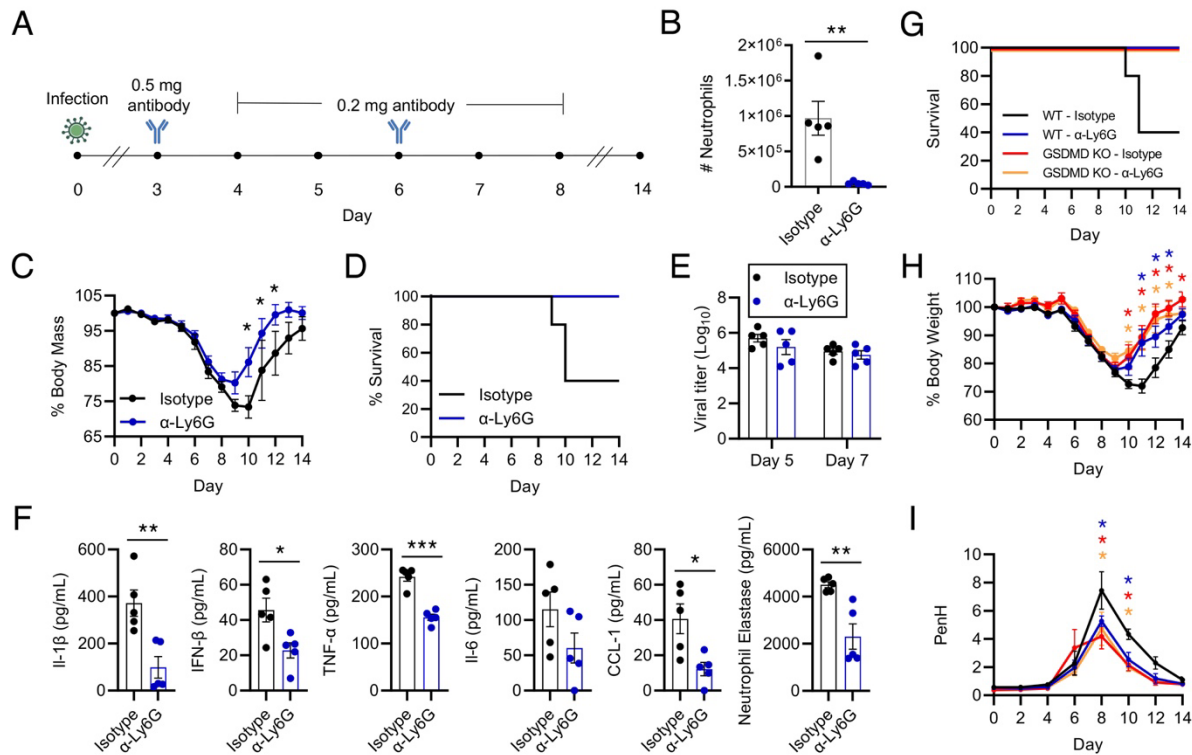 A
Infection
0.5 mg
antibody
0.2 mg antibody
0 3 4 5 6 7 8 14
Day
B
**
# Neutrophils
2×10⁶
2×10⁶
1×10⁶
5×10⁵
0
Isotype
α-Ly6G
G
Survival
100
80
60
40
20
0
WT - Isotype
WT - α-Ly6G
GSDMD KO - Isotype
GSDMD KO - α-Ly6G
0 2 4 6 8 10 12 14
Day
C
% Body Mass
105
95
85
75
65
* * *
Isotype
α-Ly6G
0 2 4 6 8 10 12 14
Day
D
% Survival
100
80
60
40
20
0
Isotype
α-Ly6G
0 2 4 6 8 10 12 14
Day
E
Isotype
α-Ly6G
Viral titer (Log₁₀)
10
8
6
4
2
0
Day 5 Day 7
H
% Body Weight
110
100
90
80
70
60
* * *
* * * * *
* * * *
0 2 4 6 8 10 12 14
Day
F
**
Il-1β (pg/mL)
600
400
200
0
Isotype
α-Ly6G
*
IFN-β (pg/mL)
80
60
40
20
0
Isotype
α-Ly6G
***
TNF-α (pg/mL)
300
200
100
0
Isotype
α-Ly6G
Il-6 (pg/mL)
200
150
100
50
0
Isotype
α-Ly6G
*
CCL-1 (pg/mL)
80
60
40
20
0
Isotype
α-Ly6G
**
Neutrophil Elastase (pg/mL)
6000
4000
2000
0
Isotype
α-Ly6G
I
PenH
10
8
6
4
2
0
* *
* *
* *
0 2 4 6 8 10 12 14
Day